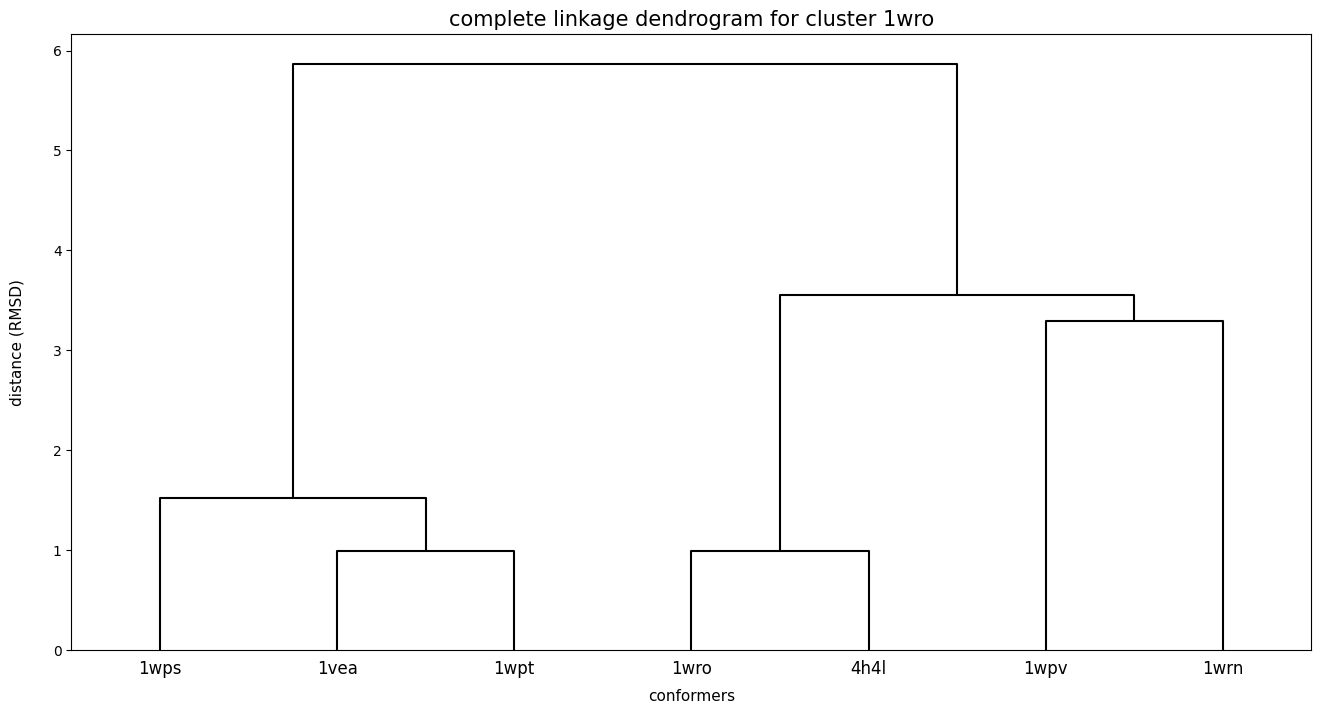 complete linkage dendrogram for cluster 1wro
6
5
4
3
2
1
0
distance (RMSD)
1wps 1vea 1wpt 1wro 4h4l 1wpv 1wrn
conformers